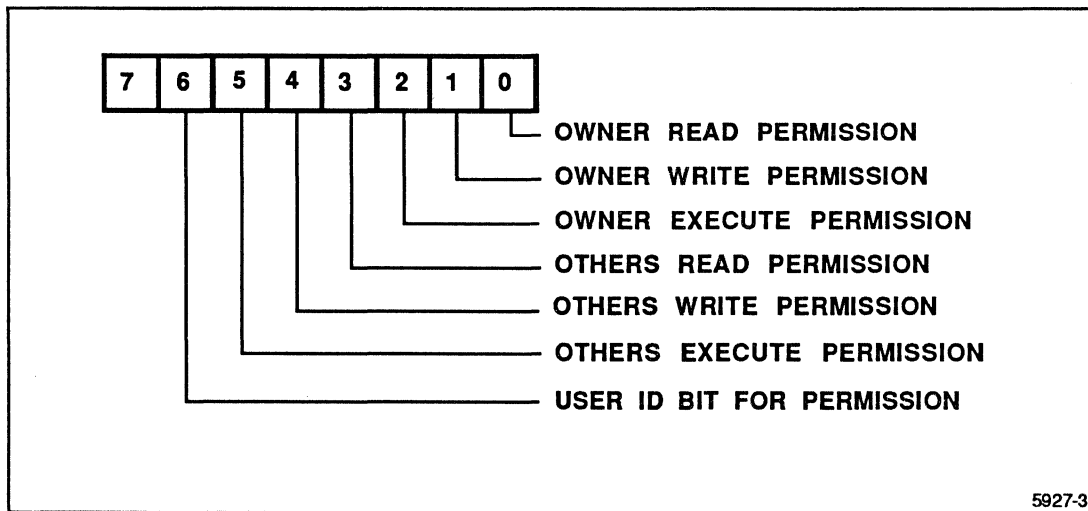 7 6 5 4 3 2 1 0
OWNER READ PERMISSION
OWNER WRITE PERMISSION
OWNER EXECUTE PERMISSION
OTHERS READ PERMISSION
OTHERS WRITE PERMISSION
OTHERS EXECUTE PERMISSION
USER ID BIT FOR PERMISSION
5927-3